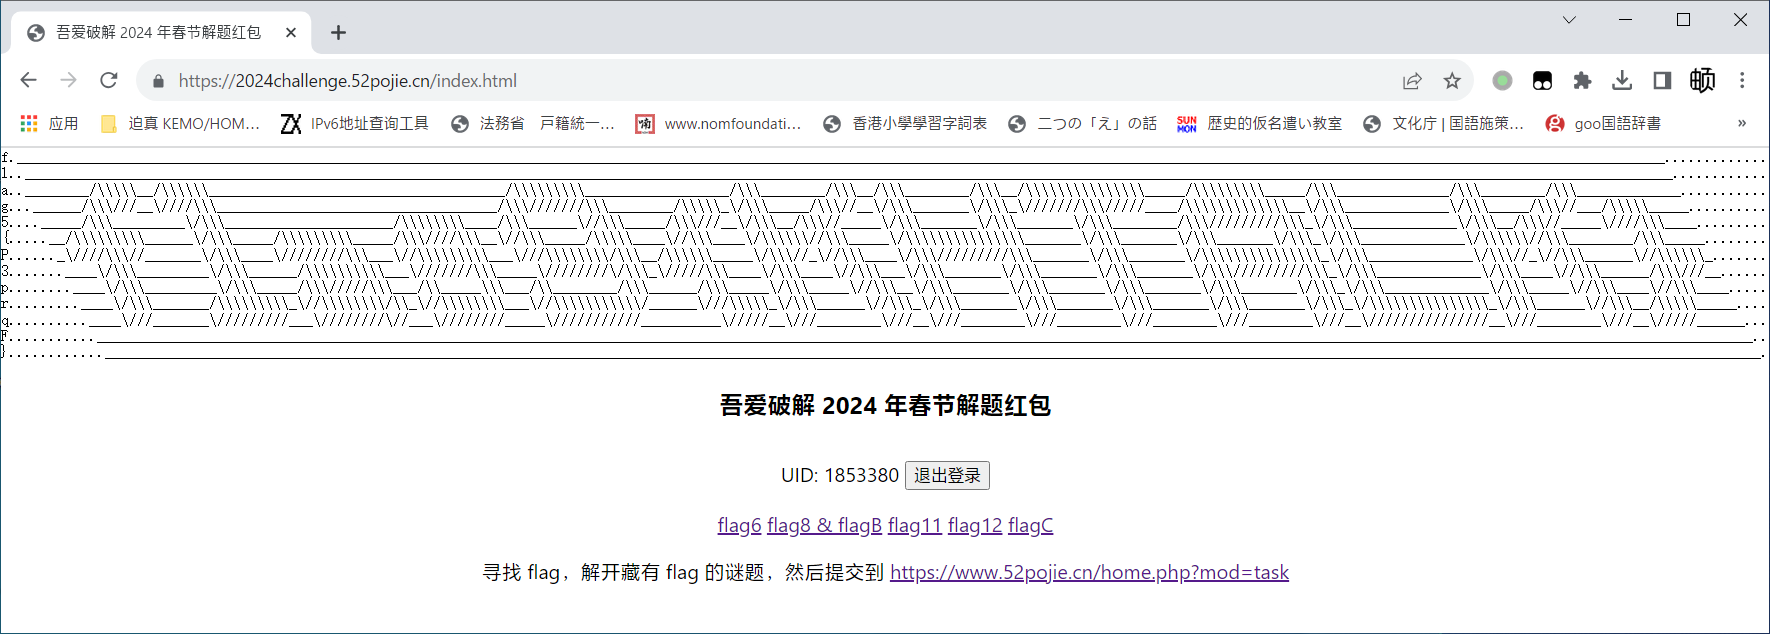 吾爱破解 2024 年春节解题红包
https://2024challenge.52pojie.cn/index.html
应用 迫真 KEMO/HOM... IPv6地址查询工具 法務省 戸籍統一... www.nomfoundati... 香港小學學習字詞表 二つの「え」の話 歴史的仮名遣い教室 文化庁 | 国語施策... goo国語辞書 »
f
l
a
g
5
{
P
3
p
r
q
F
}
吾爱破解 2024 年春节解题红包
UID: 1853380 退出登录
flag6 flag8 & flagB flag11 flag12 flagC
寻找 flag，解开藏有 flag 的谜题，然后提交到 https://www.52pojie.cn/home.php?mod=task